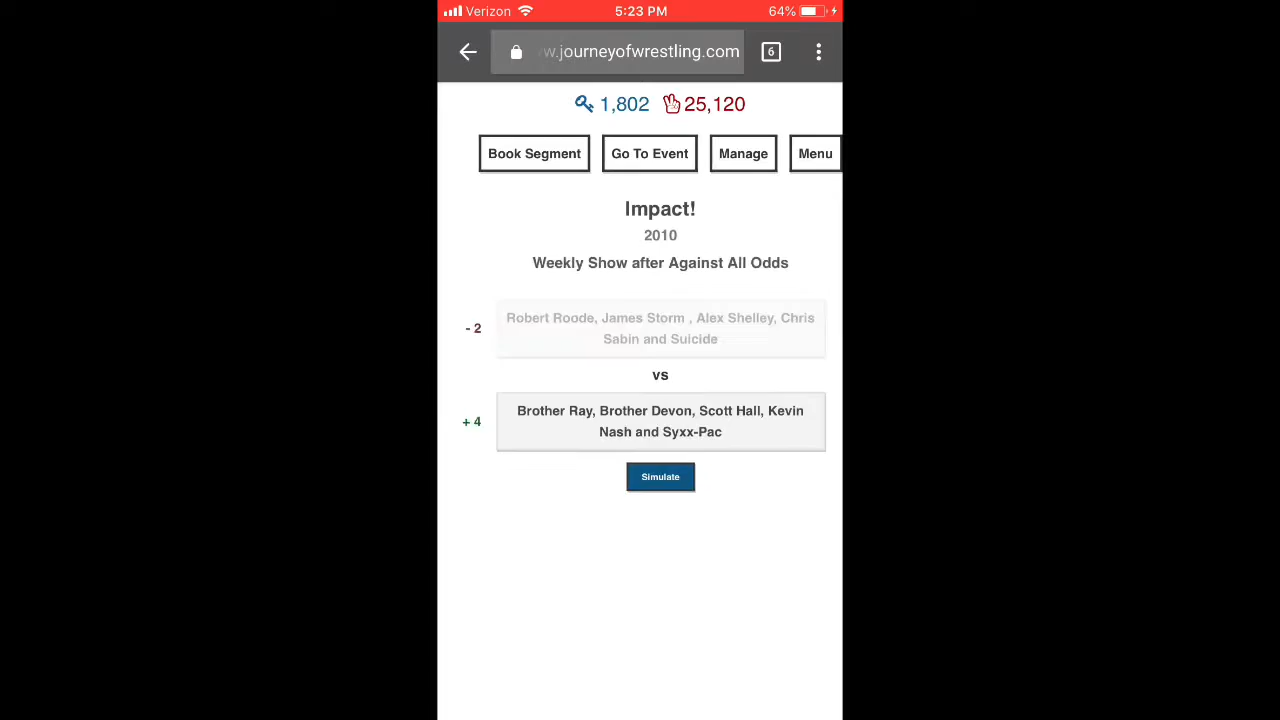 Verizon 5:23 PM 64%
w.journeyofwrestling.com 6
1,802 25,120
Book Segment Go To Event Manage Menu
Impact!
2010
Weekly Show after Against All Odds
- 2 Robert Roode, James Storm , Alex Shelley, Chris
Sabin and Suicide
vs
+ 4 Brother Ray, Brother Devon, Scott Hall, Kevin
Nash and Syxx-Pac
Simulate